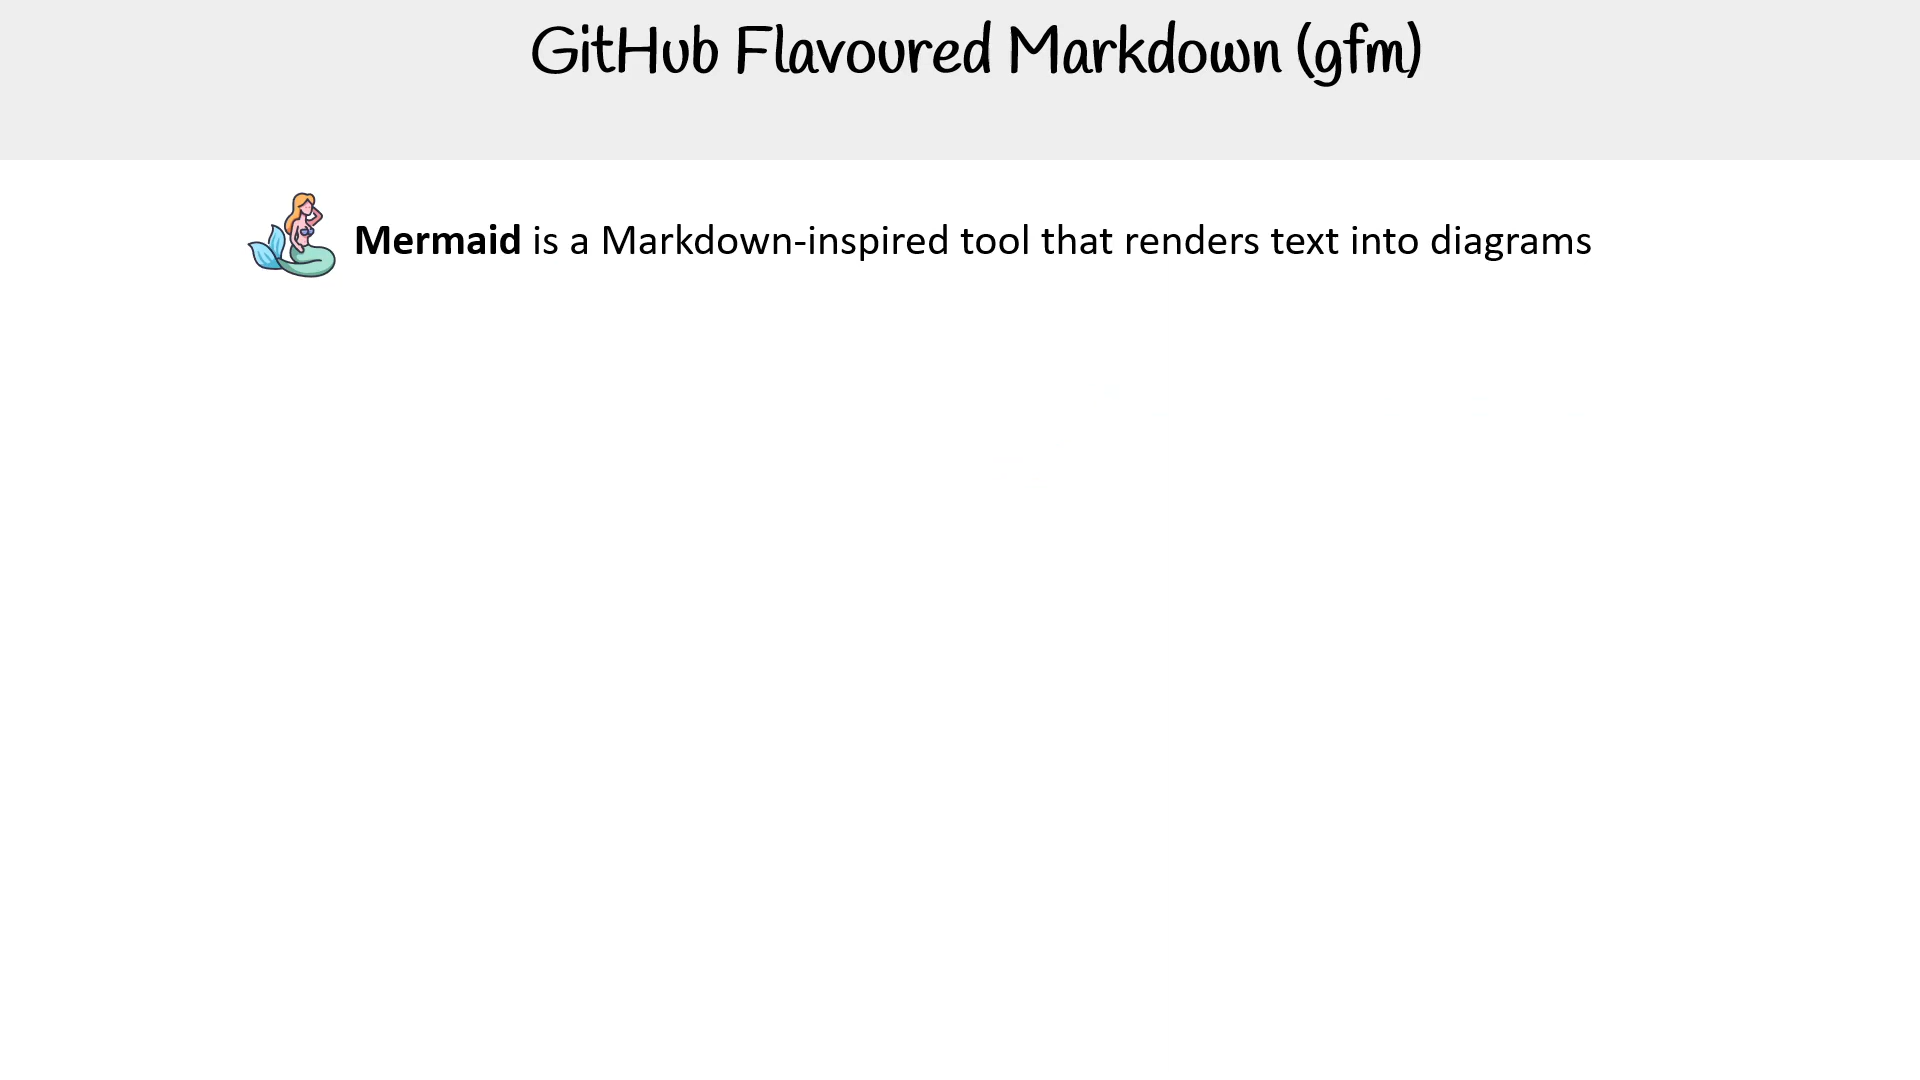 GitHub Flavoured Markdown (gfm)
Mermaid is a Markdown-inspired tool that renders text into diagrams